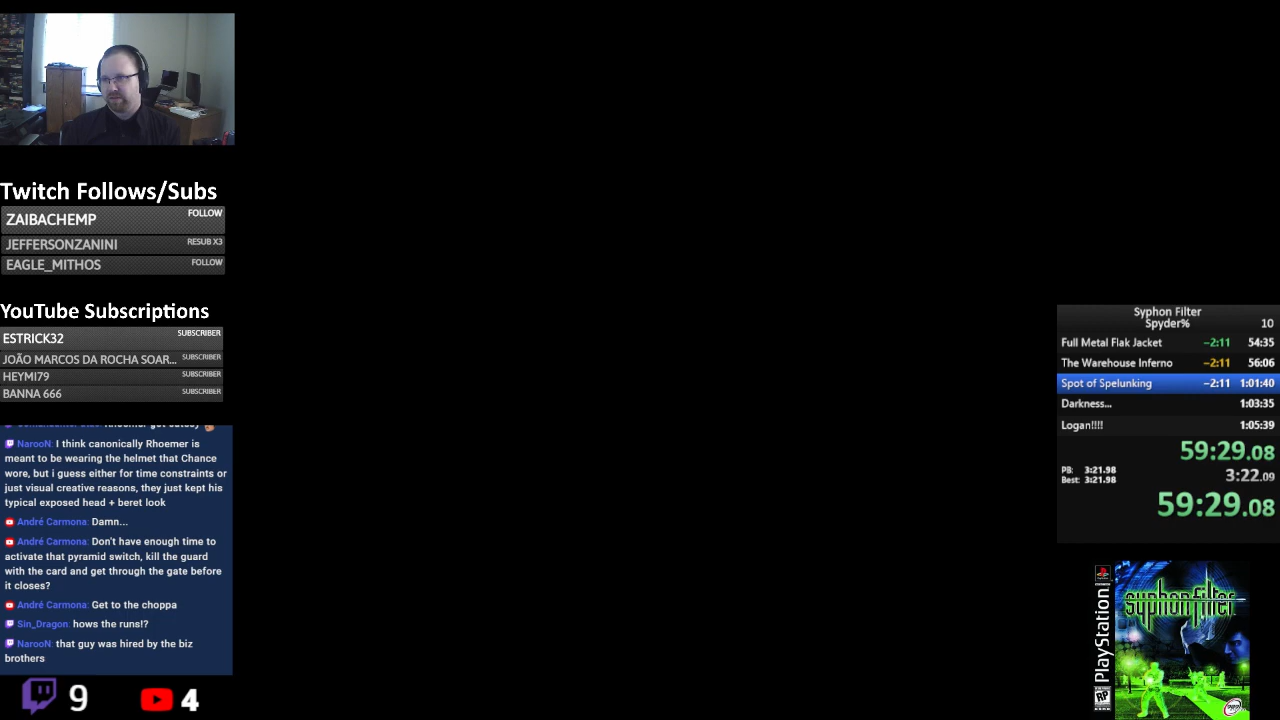 Twitch Follows/Subs
ZAIBACHEMP FOLLOW
JEFFERSONZANINI RESUB X3
EAGLE_MITHOS FOLLOW
YouTube Subscriptions
ESTRICK32 SUBSCRIBER
JOÃO MARCOS DA ROCHA SOAR... SUBSCRIBER
HEYMI79 SUBSCRIBER
BANNA 666 SUBSCRIBER
NarooN: I think canonically Rhoemer is
meant to be wearing the helmet that Chance
wore, but i guess either for time constraints or
just visual creative reasons, they just kept his
typical exposed head + beret look
André Carmona: Damn...
André Carmona: Don't have enough time to
activate that pyramid switch, kill the guard
with the card and get through the gate before
it closes?
André Carmona: Get to the choppa
Sin_Dragon: hows the runs!?
NarooN: that guy was hired by the biz
brothers
9 4
Syphon Filter
Spyder% 10
Full Metal Flak Jacket −2:11 54:35
The Warehouse Inferno −2:11 56:06
Spot of Spelunking −2:11 1:01:40
Darkness... 1:03:35
Logan!!!! 1:05:39
59:29.08
PB: 3:21.98
Best: 3:21.98
3:22.09
59:29.08
PlayStation
syphon filter